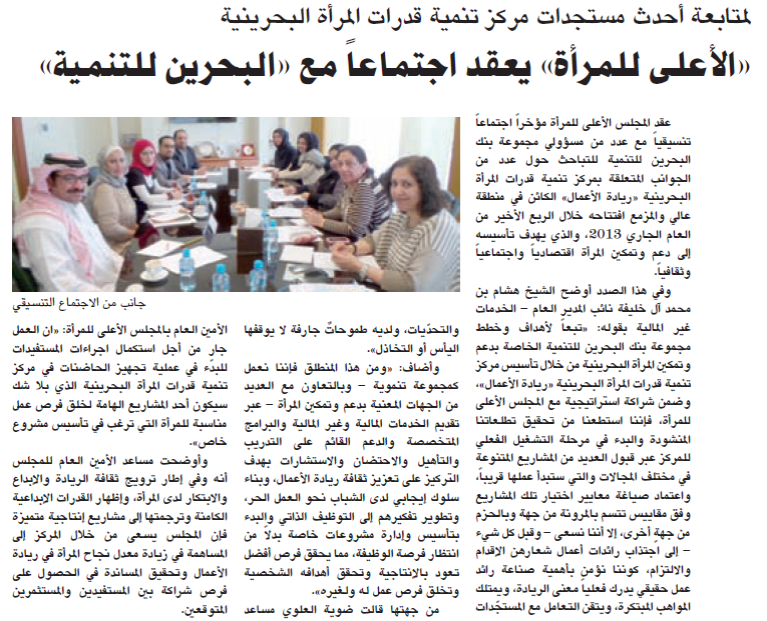 لمتابعة أحدث مستجدات مركز تنمية قدرات المرأة البحرينية
«الأعلى للمرأة» يعقد اجتماعاً مع «البحرين للتنمية»
عقد المجلس الأعلى للمرأة مؤخراً اجتماعاً
تنسيقياً مع عدد من مسؤولي مجموعة بنك
البحرين للتنمية للتباحث حول عدد من
الجوانب المتعلقة بمركز تنمية قدرات المرأة
البحرينية «ريادة الأعمال» الكائن في منطقة
عالي والمزمع افتتاحه خلال الربع الأخير من
العام الجاري 2013، والذي يهدف تأسيسه
إلى دعم وتمكين المرأة اقتصادياً واجتماعياً
وثقافياً.
وفي هذا الصدد أوضح الشيخ هشام بن
محمد آل خليفة نائب المدير العام – الخدمات
غير المالية بقوله: «تبعاً لأهداف وخطط
مجموعة بنك البحرين للتنمية الخاصة بدعم
وتمكين المرأة البحرينية من خلال تأسيس مركز
تنمية قدرات المرأة البحرينية «ريادة الأعمال»،
وضمن شراكة استراتيجية مع المجلس الأعلى
للمرأة، فإننا استطعنا من تحقيق تطلعاتنا
المنشودة والبدء في مرحلة التشغيل الفعلي
للمركز عبر قبول العديد من المشاريع المتنوعة
في مختلف المجالات والتي ستبدأ عملها قريباً،
واعتماد صياغة معايير اختيار تلك المشاريع
وفق مقاييس تتسم بالمرونة من جهة وبالحزم
من جهةٍ أخرى، إلا أننا نسعى – وقبل كل شيء
– إلى اجتذاب رائدات أعمال شعارهن الاقدام
والالتزام، كوننا نؤمن بأهمية صناعة رائد
عمل حقيقي يدرك فعلياً معنى الريادة، ويمتلك
المواهب المبتكرة، ويتقن التعامل مع المستجدّات
جانب من الاجتماع التنسيقي
والتحدّيات، ولديه طموحاتٌ جارفة لا يوقفها
اليأس أو التخاذل».
وأضاف: «ومن هذا المنطلق فإننا نعمل
كمجموعة تنموية – وبالتعاون مع العديد
من الجهات المعنية بدعم وتمكين المرأة – عبر
تقديم الخدمات المالية وغير المالية والبرامج
المتخصصة والدعم القائم على التدريب
والتأهيل والاحتضان والاستشارات بهدف
التركيز على تعزيز ثقافة ريادة الأعمال، وبناء
سلوك إيجابي لدى الشباب نحو العمل الحر،
وتطوير تفكيرهم إلى التوظيف الذاتي والبدء
بتأسيس وإدارة مشروعات خاصة بدلاً من
انتظار فرصة الوظيفة، مما يحقق فرص أفضل
تعود بالانتاجية وتحقق أهدافه الشخصية
وتخلق فرص عمل له ولغيره».
من جهتها قالت ضوية العلوي مساعد
الأمين العام بالمجلس الأعلى للمرأة: «ان العمل
جارٍ من أجل استكمال اجراءات المستفيدات
للبدء في عملية تجهيز الحاضنات في مركز
تنمية قدرات المرأة البحرينية الذي بلا شك
سيكون أحد المشاريع الهامة لخلق فرص عمل
مناسبة للمرأة التي ترغب في تأسيس مشروع
خاص».
وأوضحت مساعد الأمين العام للمجلس
أنه وفي إطار ترويج ثقافة الريادة والإبداع
والابتكار لدى المرأة، وإظهار القدرات الإبداعية
الكامنة وترجمتها إلى مشاريع إنتاجية متميزة
فإن المجلس يسعى من خلال المركز إلى
المساهمة في زيادة معدل نجاح المرأة في ريادة
الأعمال وتحقيق المساندة في الحصول على
فرص شراكة بين المستفيدين والمستثمرين
المتوقعين.